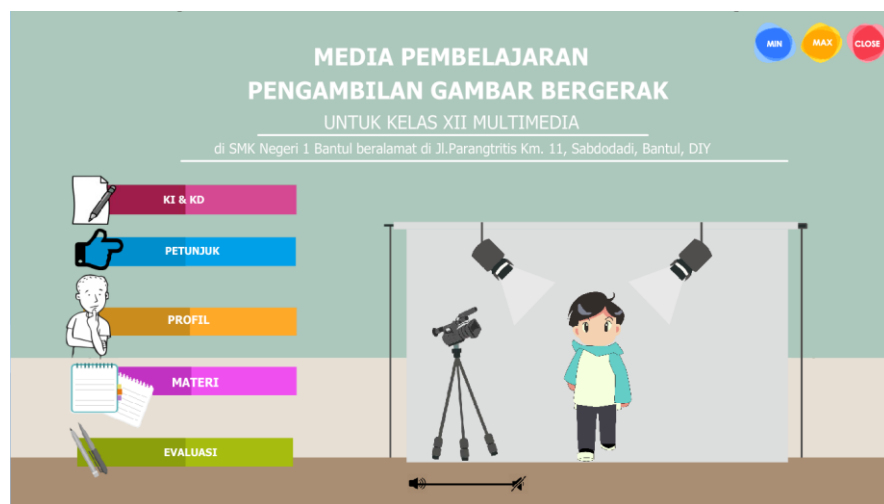 MIN
MAX
CLOSE
MEDIA PEMBELAJARAN
PENGAMBILAN GAMBAR BERGERAK
UNTUK KELAS XII MULTIMEDIA
di SMK Negeri 1 Bantul beralamat di Jl.Parangtritis Km. 11, Sabdodadi, Bantul, DIY
KI & KD
PETUNJUK
PROFIL
MATERI
EVALUASI